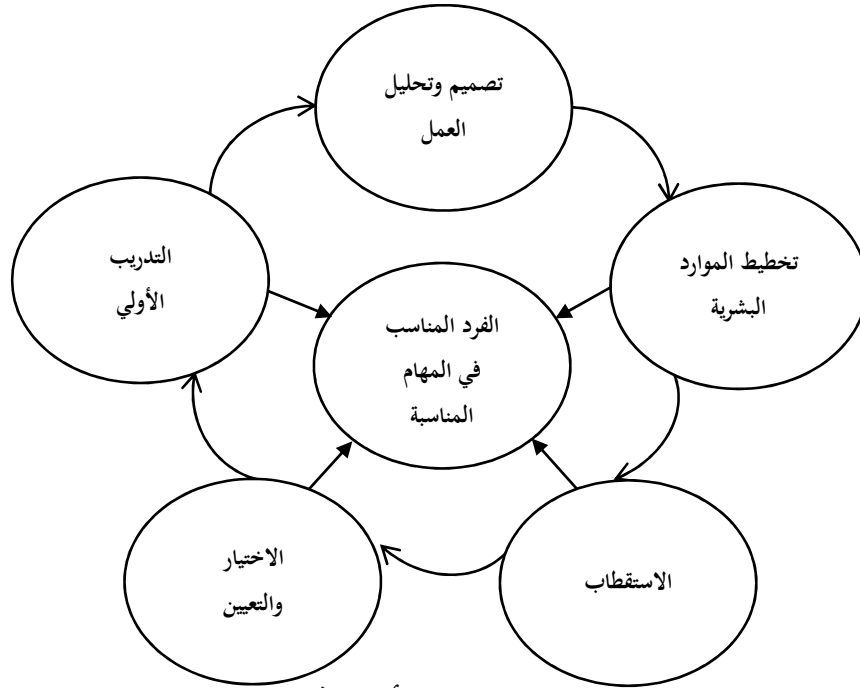 تصميم وتحليل
العمل
تخطيط الموارد
البشرية
التدريب
الأولي
الفرد المناسب
في المهام
المناسبة
الاختيار
والتعيين
الاستقطاب